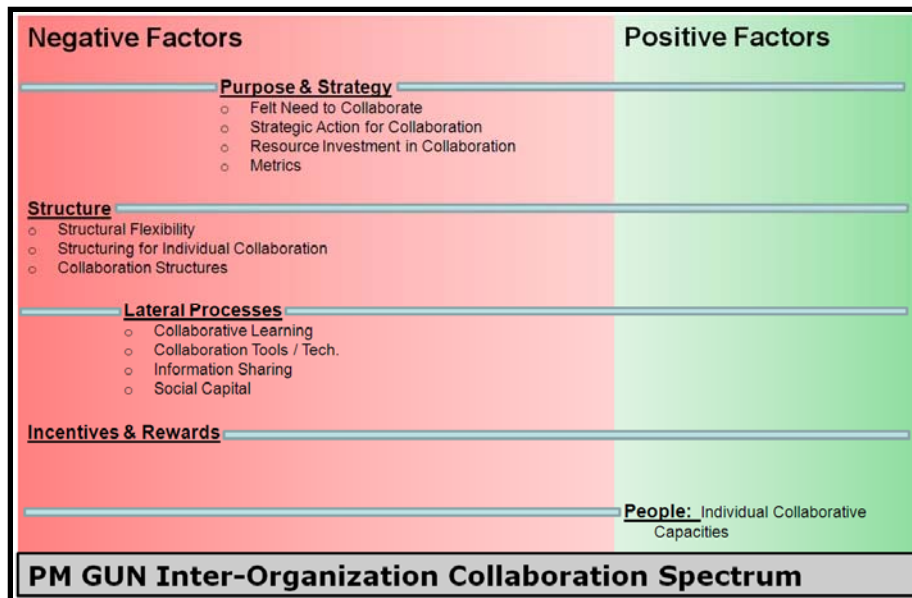 Negative Factors
Positive Factors
Purpose & Strategy
o Felt Need to Collaborate
o Strategic Action for Collaboration
o Resource Investment in Collaboration
o Metrics
Structure
o Structural Flexibility
o Structuring for Individual Collaboration
o Collaboration Structures
Lateral Processes
o Collaborative Learning
o Collaboration Tools / Tech.
o Information Sharing
o Social Capital
Incentives & Rewards
People: Individual Collaborative
Capacities
PM GUN Inter-Organization Collaboration Spectrum